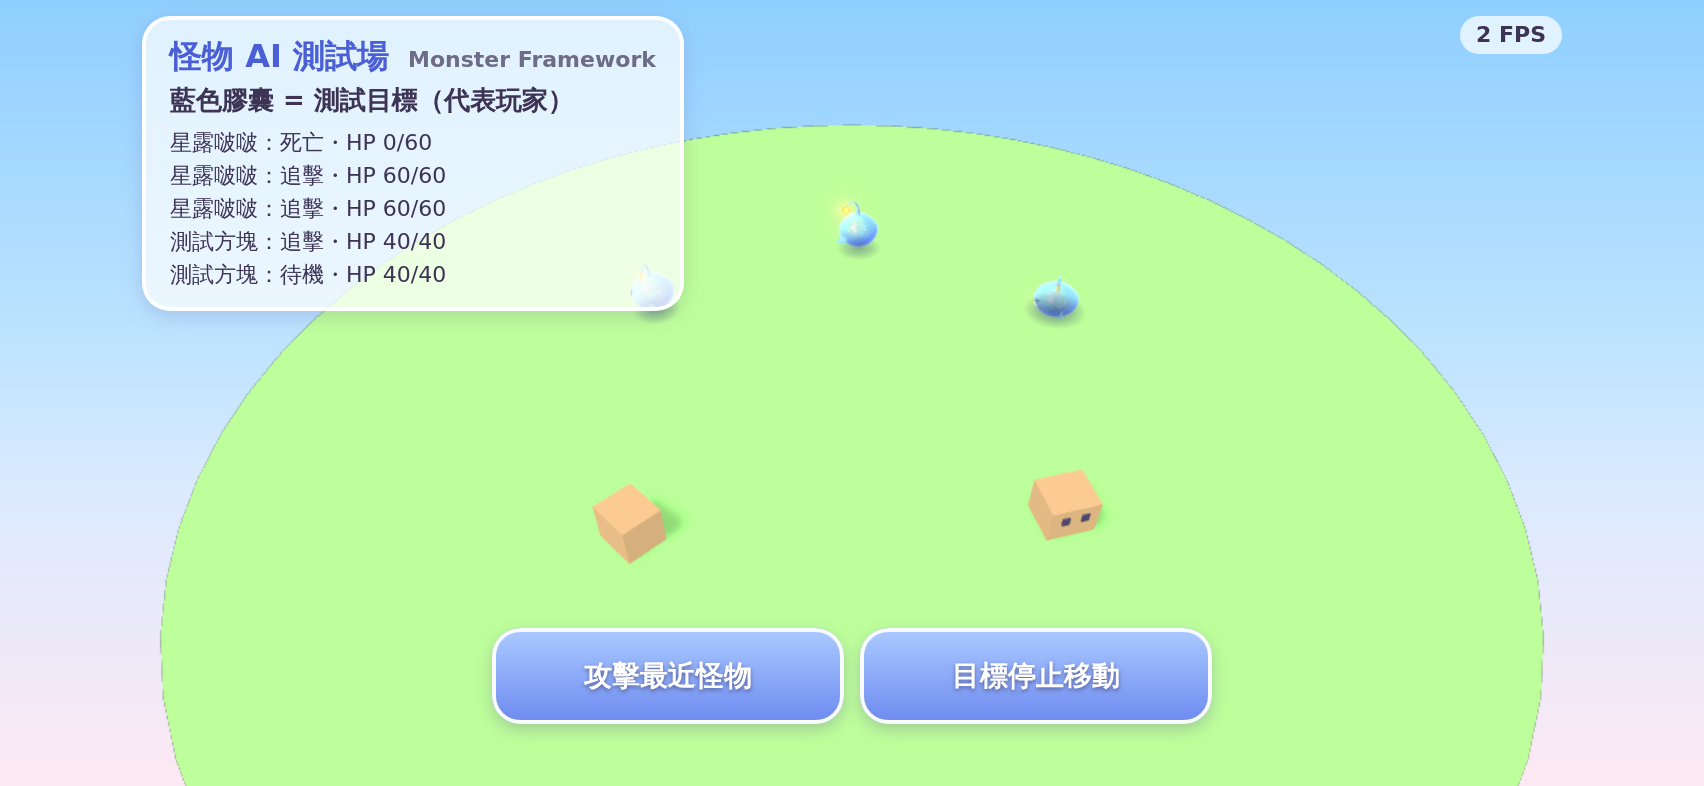 怪物 AI 測試場 Monster Framework
藍色膠囊 = 測試目標（代表玩家）
星露啵啵：死亡・HP 0/60
星露啵啵：追擊・HP 60/60
星露啵啵：追擊・HP 60/60
測試方塊：追擊・HP 40/40
測試方塊：待機・HP 40/40
2 FPS
攻擊最近怪物
目標停止移動